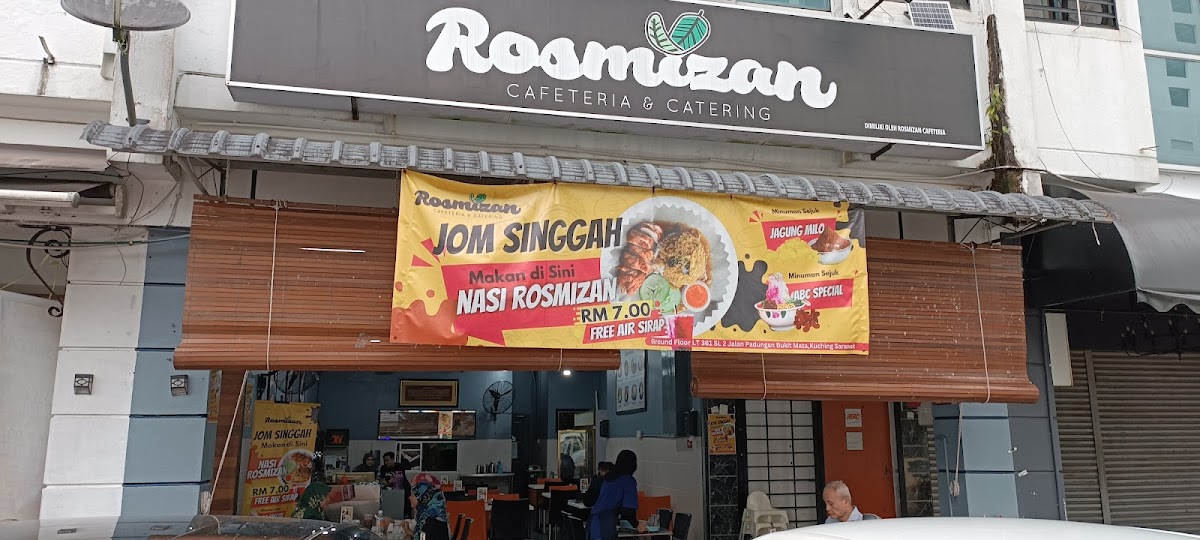 Rosmizan
CAFETERIA & CATERING
DIMILIKI OLEH ROSMIZAN CAFETERIA
Rosmizan
CAFETERIA & CATERING
JOM SINGGAH
Makan di Sini
NASI ROSMIZAN
RM 7.00
FREE AIR SIRAP
Minuman Sejuk
JAGUNG MILO
Minuman Sejuk
ABC SPECIAL
Ground Floor LT 361 SL 2 Jalan Padungan Bukit Mata,Kuching Sarawak
Rosmizan
JOM SINGGAH
Makan di Sini
NASI
ROSMIZAN
RM 7.00
FREE AIR SIRAP